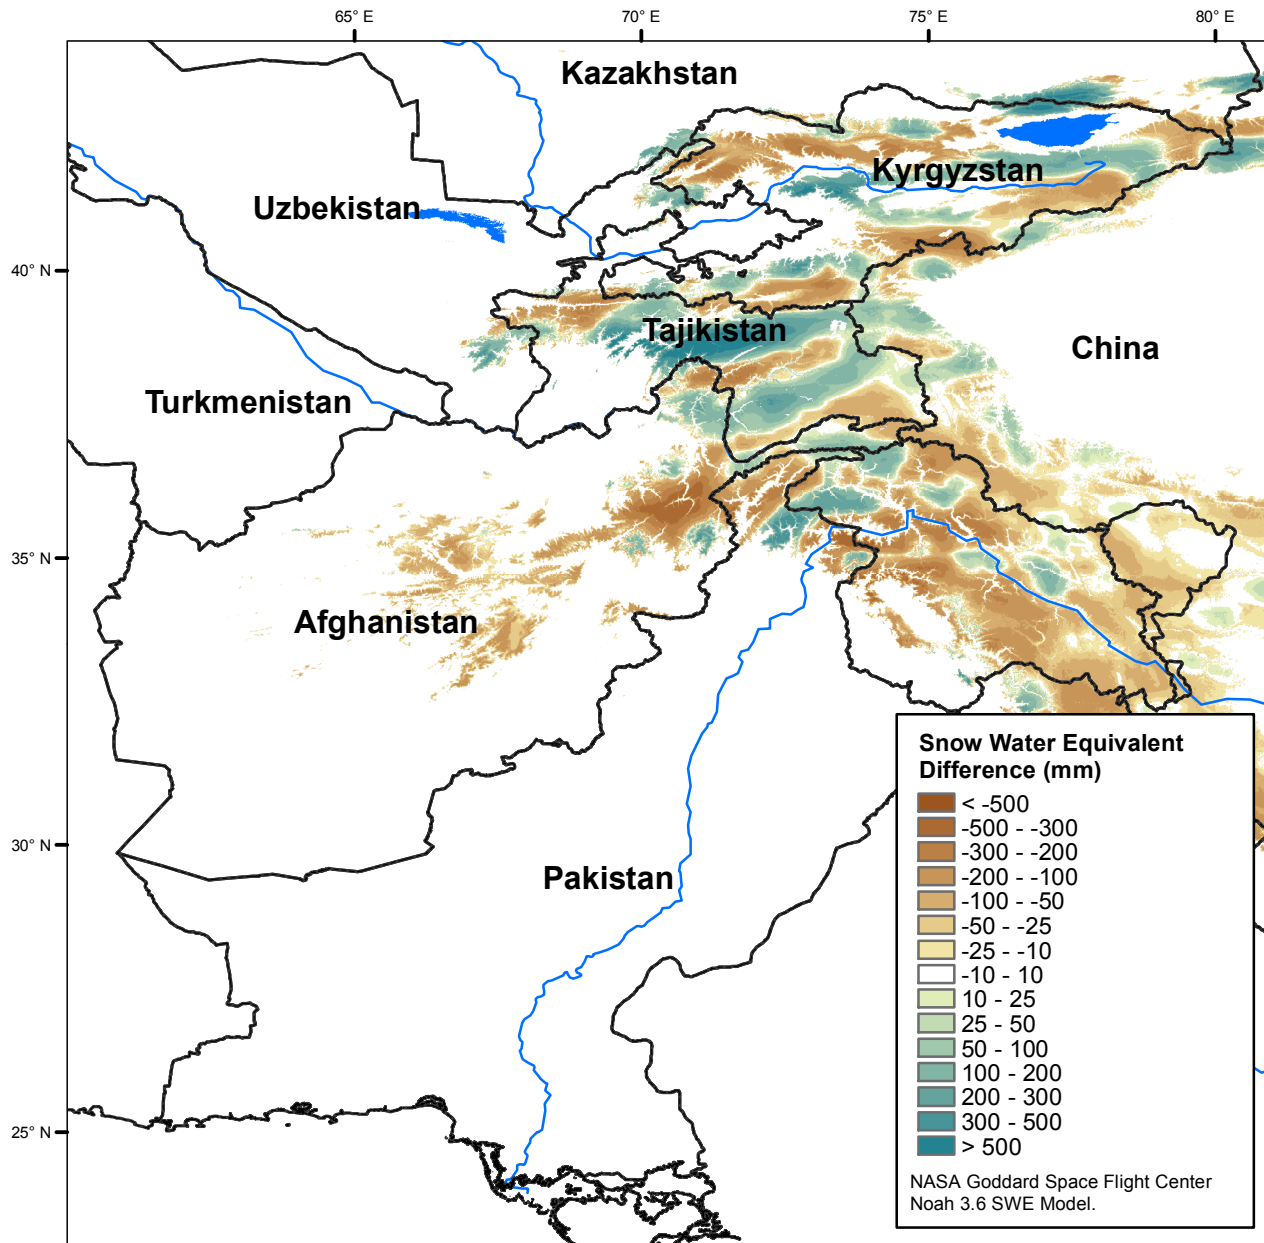 65° E
70° E
75° E
80° E
Kazakhstan
Kyrgyzstan
Uzbekistan
40° N
Tajikistan
China
Turkmenistan
35° N
Afghanistan
Snow Water Equivalent
Difference (mm)
< -500
-500 - -300
-300 - -200
-200 - -100
-100 - -50
-50 - -25
-25 - -10
-10 - 10
10 - 25
25 - 50
50 - 100
100 - 200
200 - 300
300 - 500
> 500
NASA Goddard Space Flight Center
Noah 3.6 SWE Model.
30° N
Pakistan
25° N